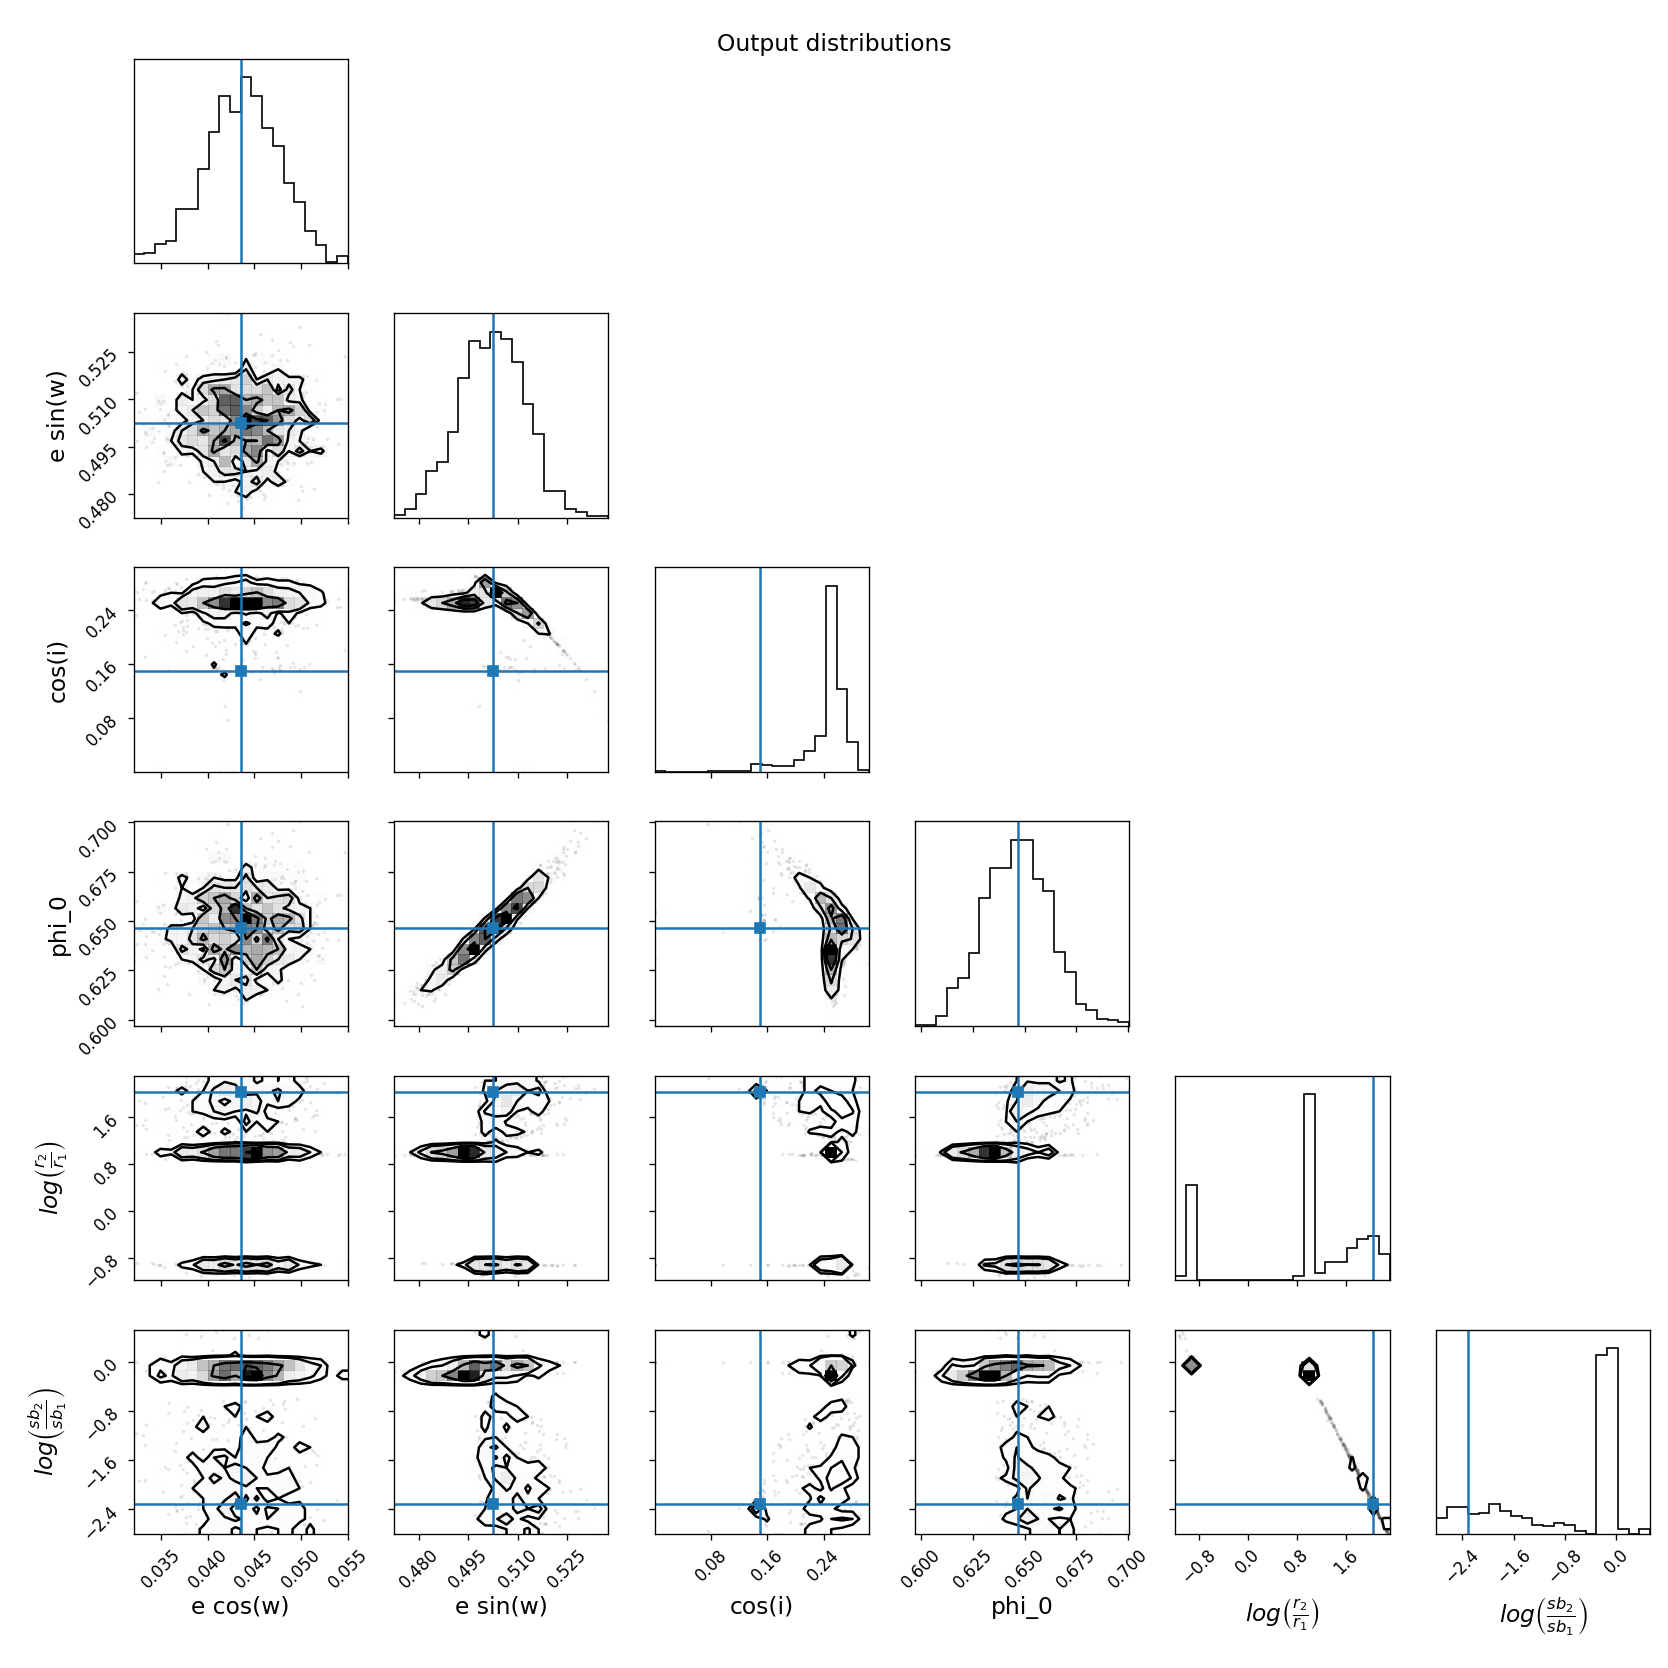 Output distributions
e sin(w)
0.525
0.510
0.495
0.480
cos(i)
0.24
0.16
0.08
phi_0
0.700
0.675
0.650
0.625
0.600
log(r2/r1)
1.6
0.8
0.0
−0.8
log(sb2/sb1)
0.0
−0.8
−1.6
−2.4
0.035 0.040 0.045 0.050 0.055
0.480 0.495 0.510 0.525
0.08 0.16 0.24
0.600 0.625 0.650 0.675 0.700
−0.8 0.0 0.8 1.6
−2.4 −1.6 −0.8 0.0
e cos(w) e sin(w) cos(i) phi_0 log(r2/r1) log(sb2/sb1)